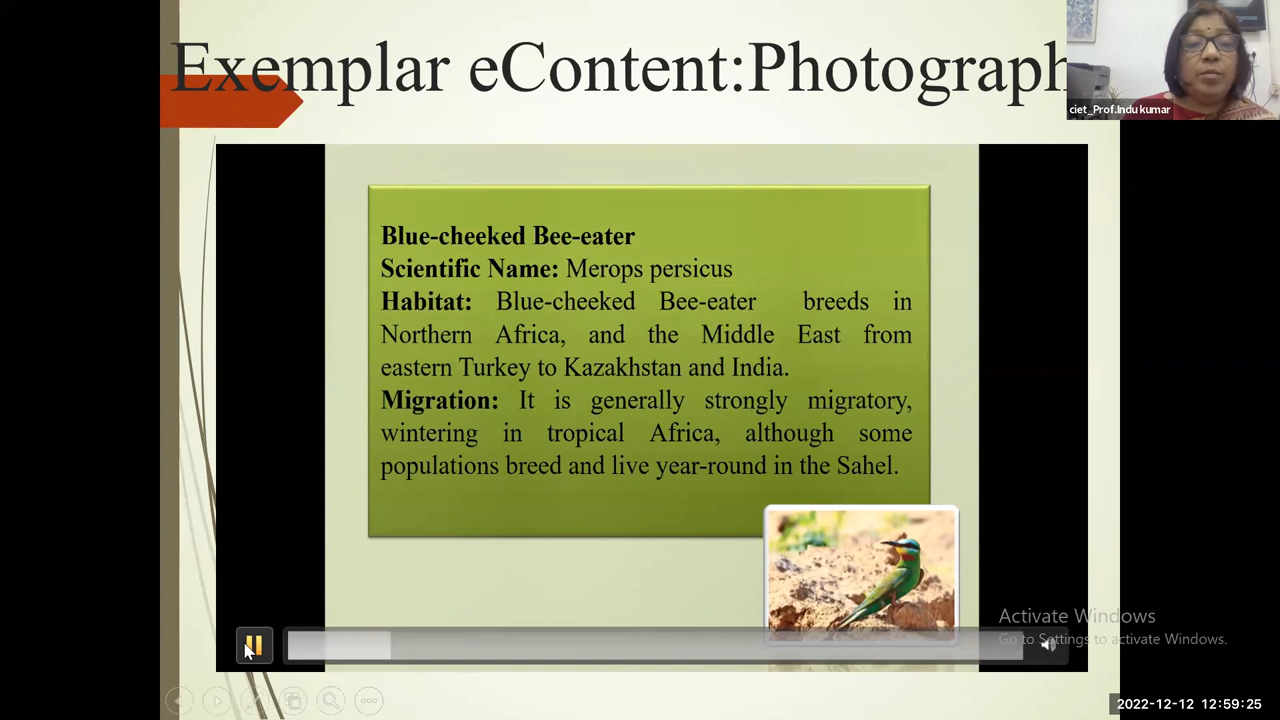 Exemplar eContent:Photograph
ciet_Prof.Indu kumar
Blue-cheeked Bee-eater
Scientific Name: Merops persicus
Habitat: Blue-cheeked Bee-eater breeds in
Northern Africa, and the Middle East from
eastern Turkey to Kazakhstan and India.
Migration: It is generally strongly migratory,
wintering in tropical Africa, although some
populations breed and live year-round in the Sahel.
Activate Windows
Go to Settings to activate Windows.
2022-12-12 12:59:25